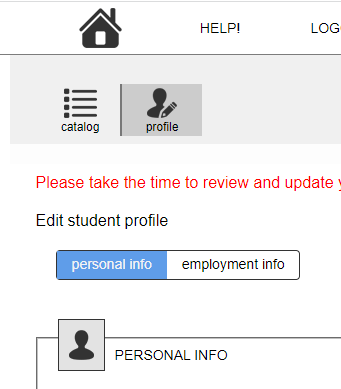 HELP!
LOG
catalog
profile
Please take the time to review and update
Edit student profile
personal info
employment info
PERSONAL INFO